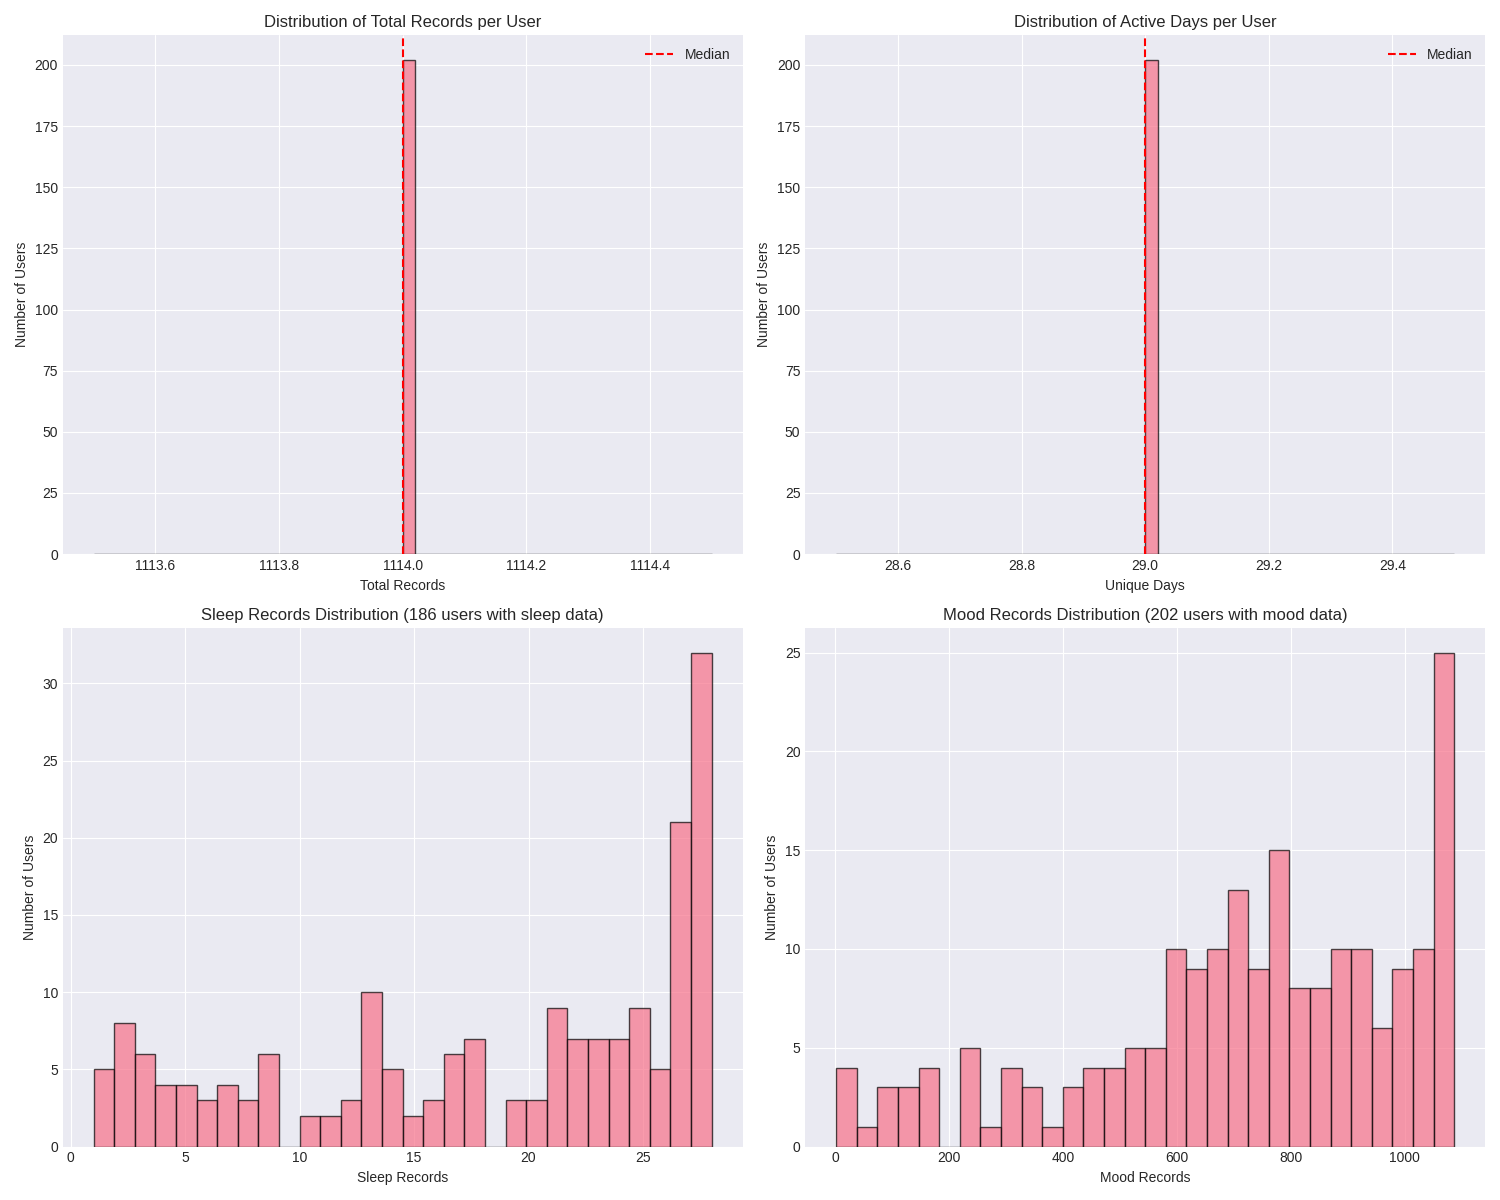 Distribution of Total Records per User
Median
200
175
150
125
100
75
50
25
0
Number of Users
1113.6 1113.8 1114.0 1114.2 1114.4
Total Records
Distribution of Active Days per User
Median
200
175
150
125
100
75
50
25
0
Number of Users
28.6 28.8 29.0 29.2 29.4
Unique Days
Sleep Records Distribution (186 users with sleep data)
30
25
20
15
10
5
0
Number of Users
0 5 10 15 20 25
Sleep Records
Mood Records Distribution (202 users with mood data)
25
20
15
10
5
0
Number of Users
0 200 400 600 800 1000
Mood Records